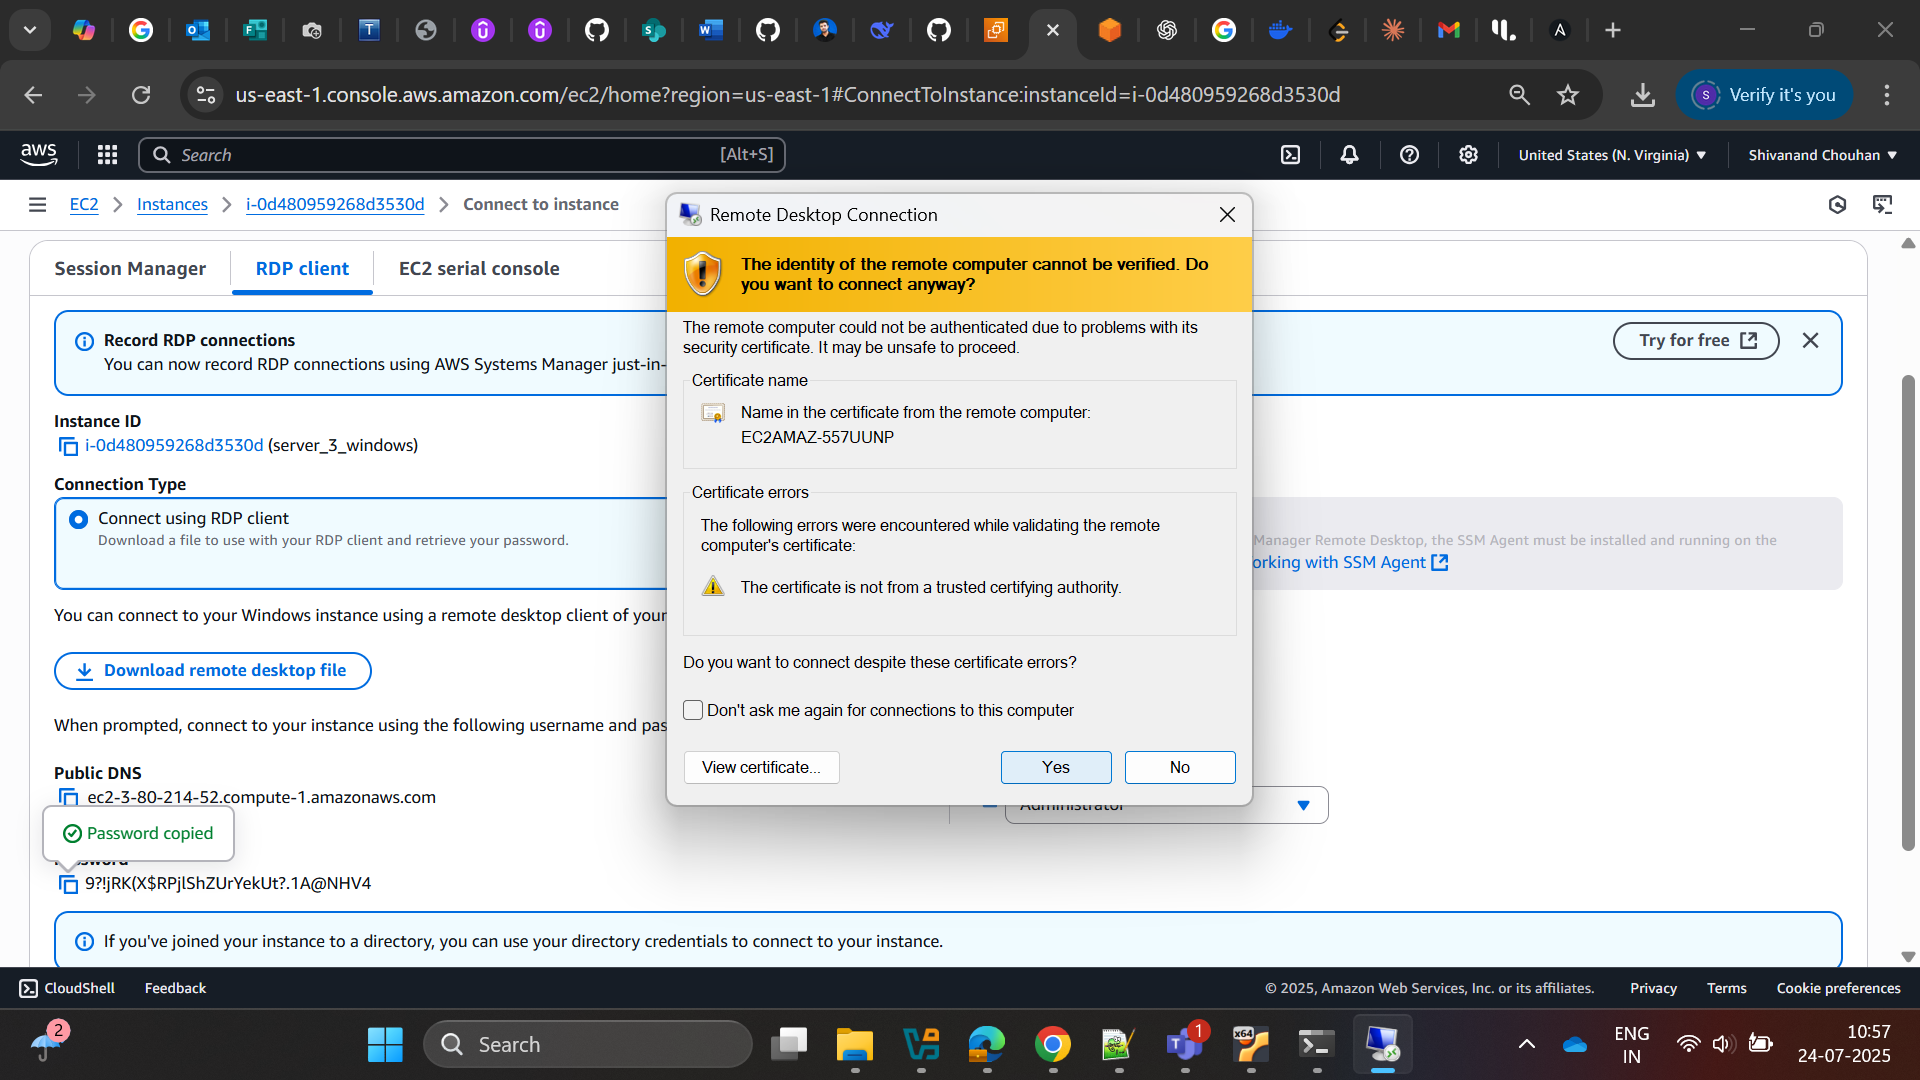 us-east-1.console.aws.amazon.com/ec2/home?region=us-east-1#ConnectToInstance:instanceId=i-0d480959268d3530d
Verify it's you
aws
Search
[Alt+S]
United States (N. Virginia)
Shivanand Chouhan
EC2
Instances
i-0d480959268d3530d
Connect to instance
Session Manager
RDP client
EC2 serial console
Record RDP connections
You can now record RDP connections using AWS Systems Manager just-in-
Try for free
Instance ID
i-0d480959268d3530d (server_3_windows)
Connection Type
Connect using RDP client
Download a file to use with your RDP client and retrieve your password.
Manager Remote Desktop, the SSM Agent must be installed and running on the
orking with SSM Agent
You can connect to your Windows instance using a remote desktop client of your
Download remote desktop file
When prompted, connect to your instance using the following username and pas
Public DNS
ec2-3-80-214-52.compute-1.amazonaws.com
Administrator
Password copied
Password
9?!jRK(X$RPjlShZUrYekUt?.1A@NHV4
If you've joined your instance to a directory, you can use your directory credentials to connect to your instance.
Remote Desktop Connection
The identity of the remote computer cannot be verified. Do
you want to connect anyway?
The remote computer could not be authenticated due to problems with its
security certificate. It may be unsafe to proceed.
Certificate name
Name in the certificate from the remote computer:
EC2AMAZ-557UUNP
Certificate errors
The following errors were encountered while validating the remote
computer's certificate:
The certificate is not from a trusted certifying authority.
Do you want to connect despite these certificate errors?
Don't ask me again for connections to this computer
View certificate...
Yes
No
CloudShell
Feedback
© 2025, Amazon Web Services, Inc. or its affiliates.
Privacy
Terms
Cookie preferences
2
Search
1
ENG
IN
10:57
24-07-2025